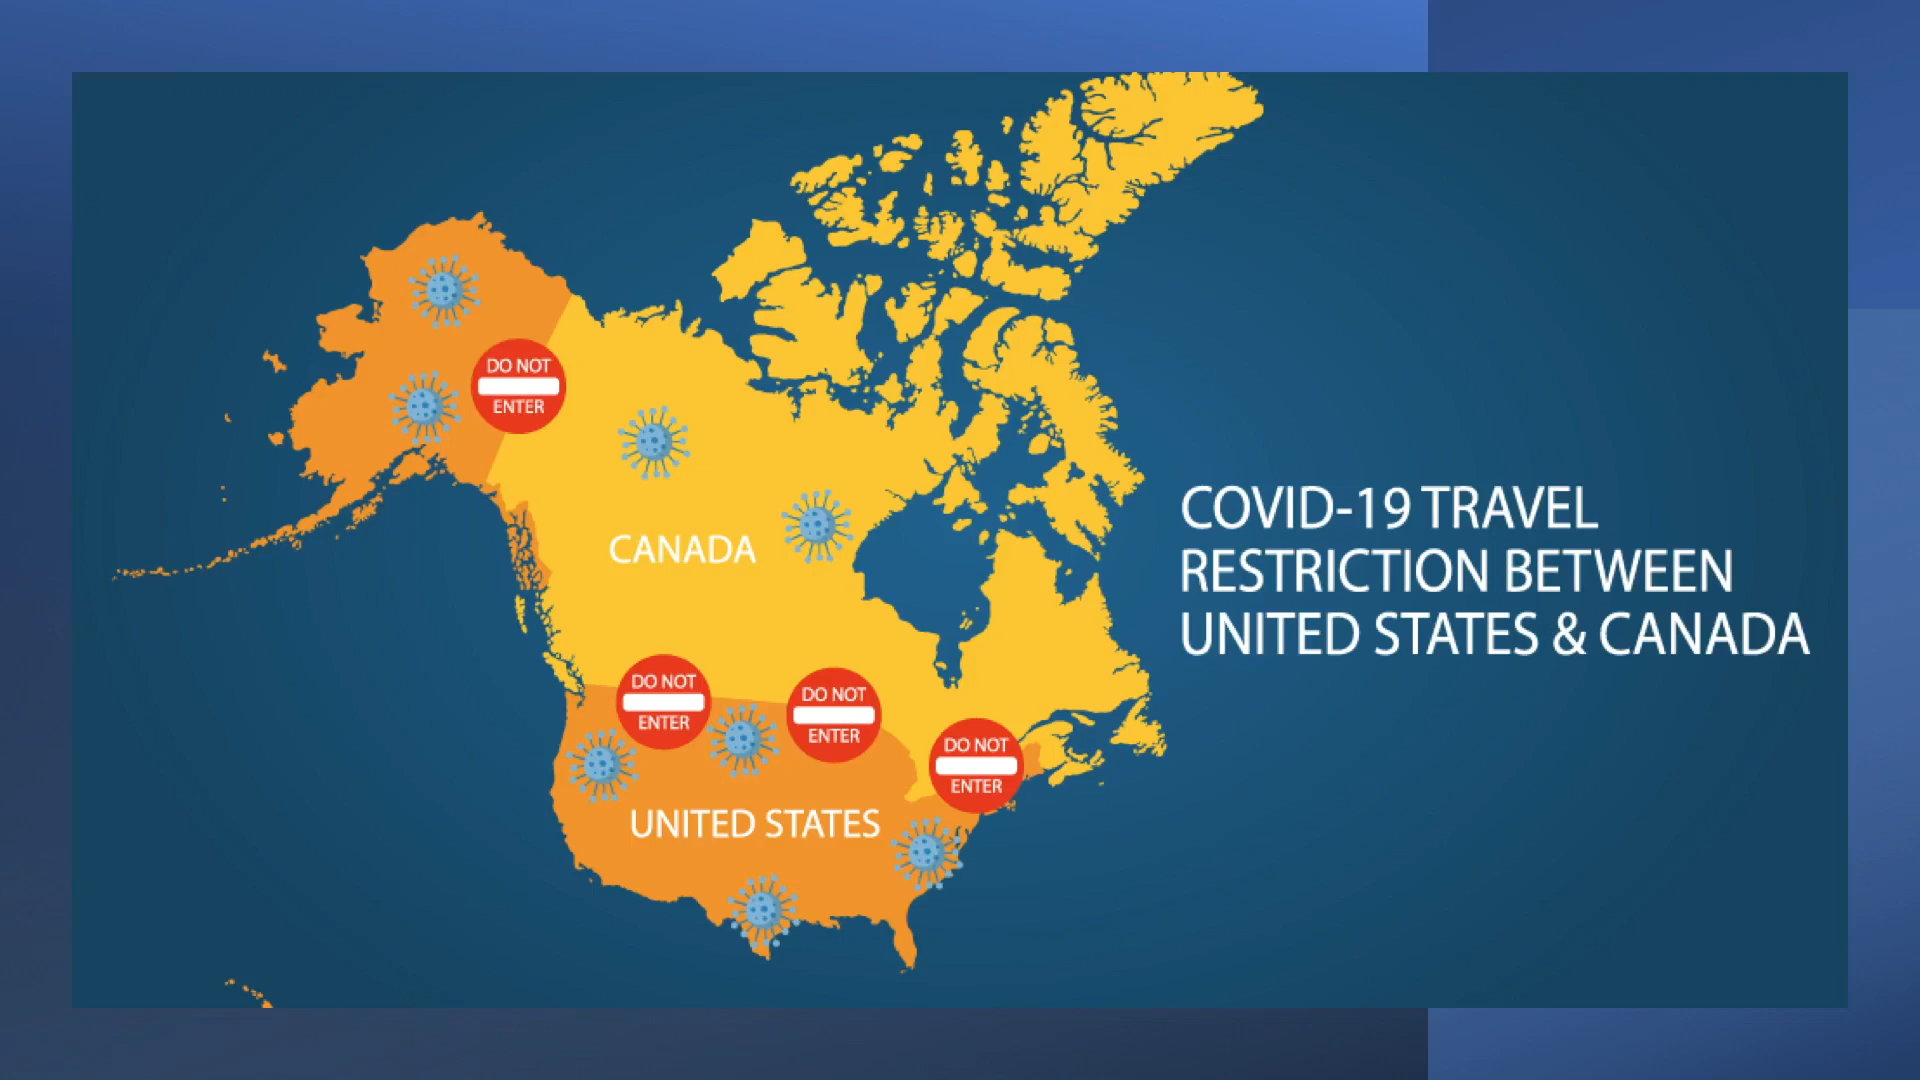 DO NOT
ENTER
CANADA
COVID-19 TRAVEL
RESTRICTION BETWEEN
UNITED STATES & CANADA
DO NOT
ENTER
DO NOT
ENTER
DO NOT
ENTER
UNITED STATES